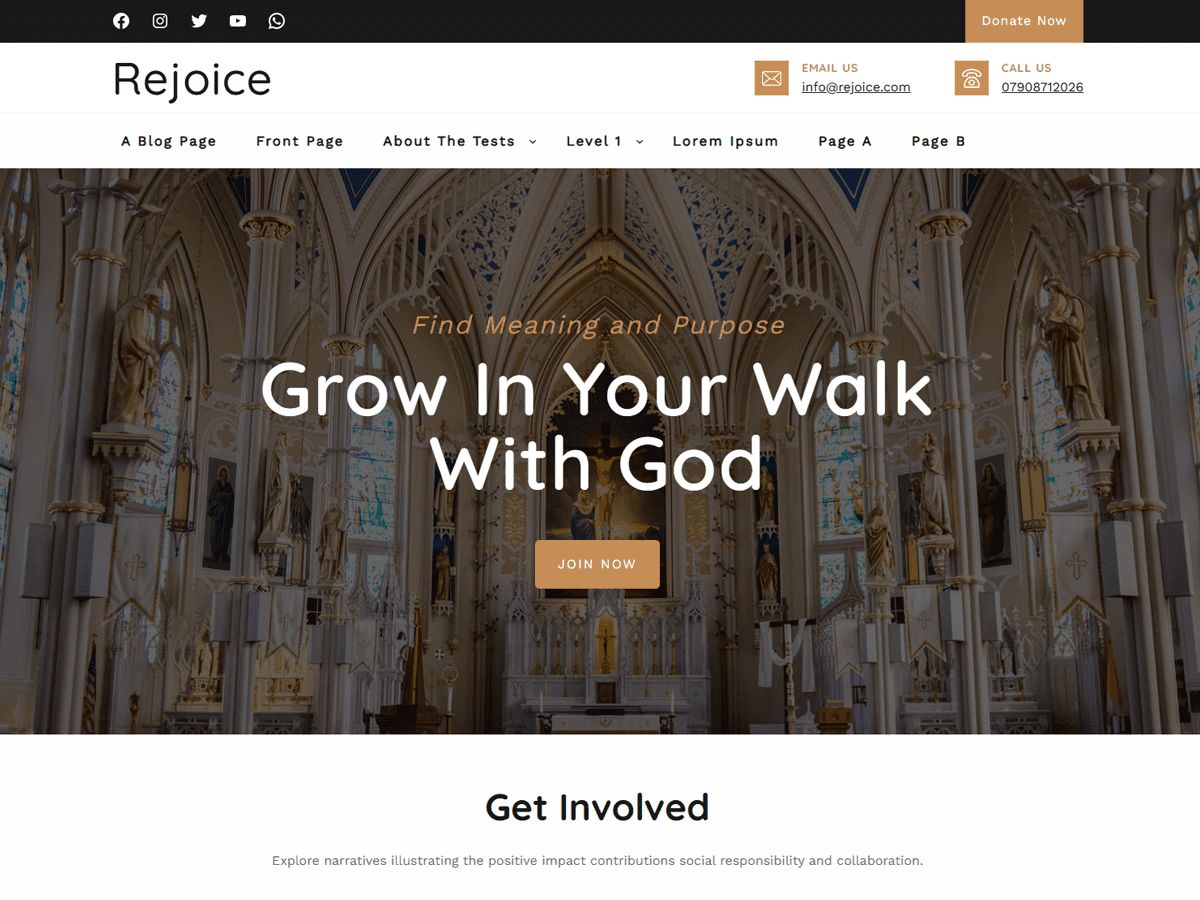 Donate Now
Rejoice
EMAIL US
info@rejoice.com
CALL US
07908712026
A Blog Page Front Page About The Tests Level 1 Lorem Ipsum Page A Page B
Find Meaning and Purpose
Grow In Your Walk
With God
JOIN NOW
Get Involved
Explore narratives illustrating the positive impact contributions social responsibility and collaboration.